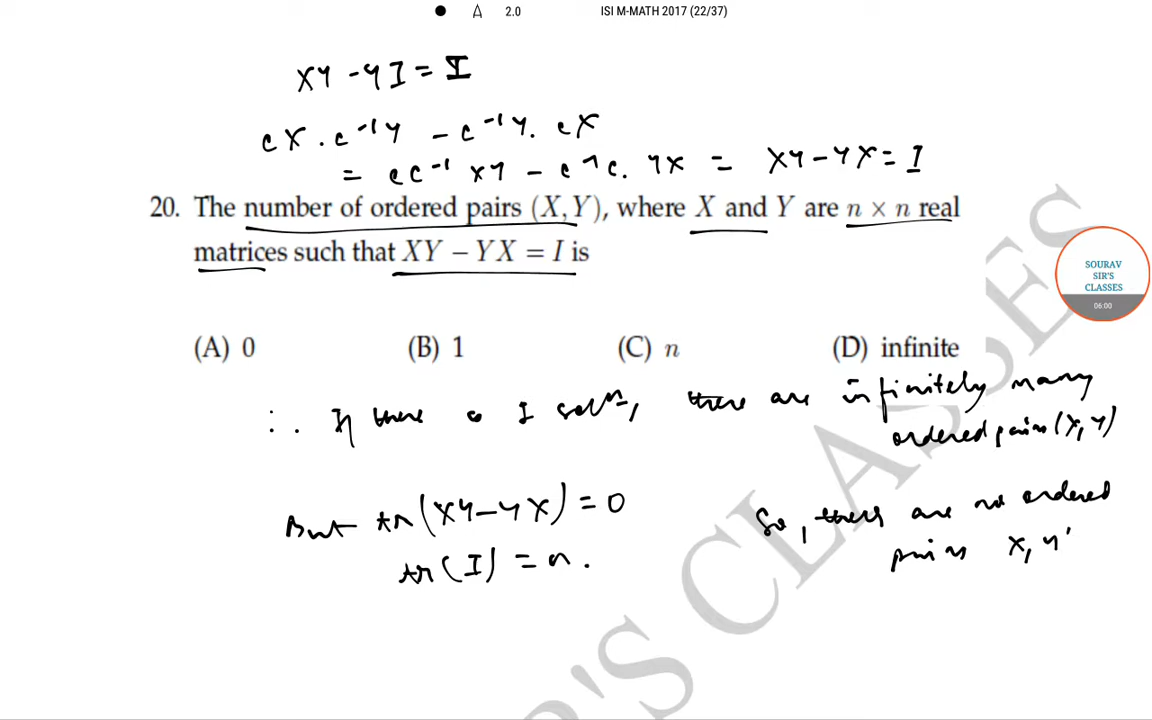 A 2.0 ISI M-MATH 2017 (22/37)
XY - YI = I
cX . c⁻¹Y - c⁻¹Y. cX
= cc⁻¹ XY - c⁻¹c. YX = XY - YX = I
20. The number of ordered pairs (X, Y), where X and Y are n × n real
matrices such that XY − YX = I is
SOURAV
SIR'S
CLASSES
06:00
(A) 0 (B) 1 (C) n (D) infinite
∴ If there is 1 solⁿ, there are infinitely many
ordered pairs (X, Y)
But tr(XY-YX) = 0
tr(I) = n.
So, there are no ordered
pairs X, Y
S CLASSES